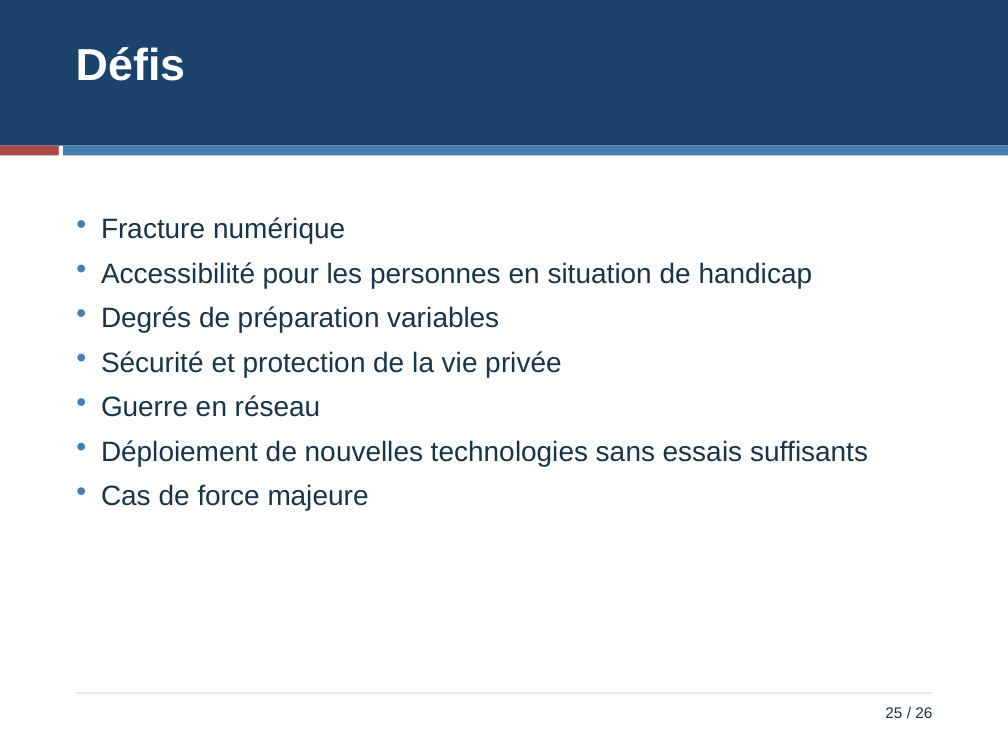 Défis
• Fracture numérique
• Accessibilité pour les personnes en situation de handicap
• Degrés de préparation variables
• Sécurité et protection de la vie privée
• Guerre en réseau
• Déploiement de nouvelles technologies sans essais suffisants
• Cas de force majeure
25 / 26